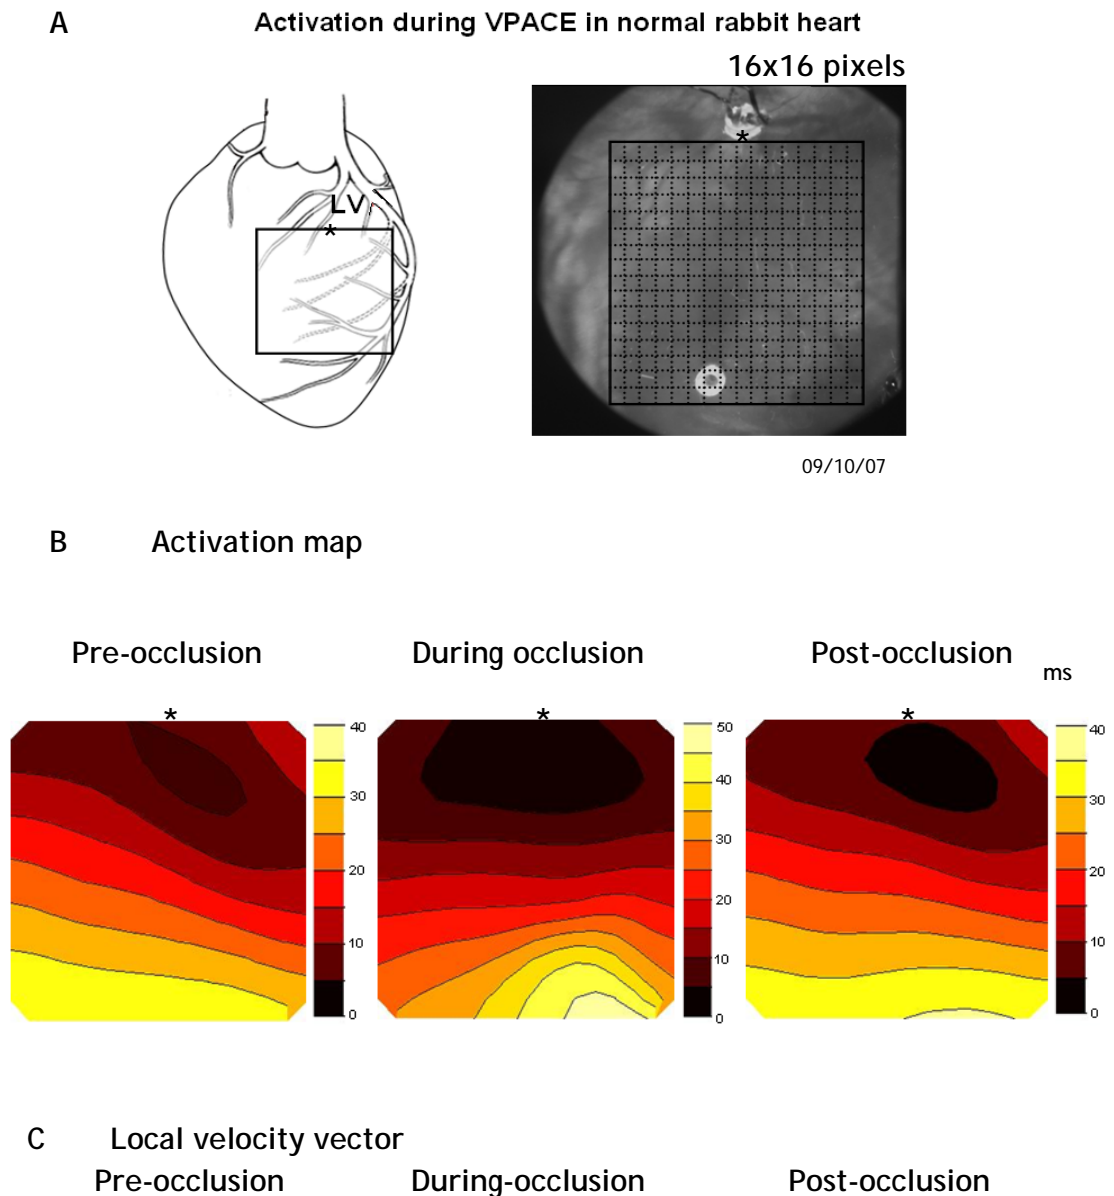 A Activation during VPACE in normal rabbit heart
16x16 pixels
*
LV
*
09/10/07
B Activation map
Pre-occlusion During occlusion Post-occlusion
ms
* * *
40 50 40
40
30 30 30
20 20 20
10 10 10
0 0 0
C Local velocity vector
Pre-occlusion During-occlusion Post-occlusion